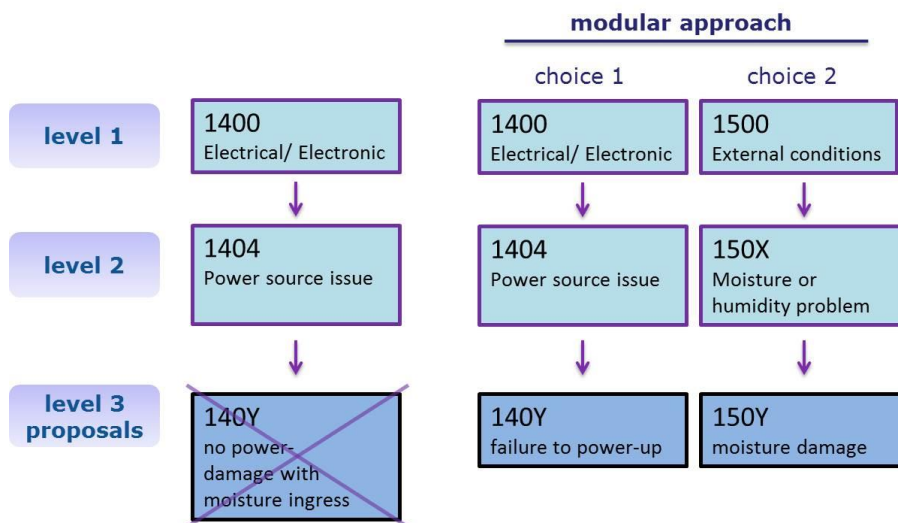 modular approach
choice 1
choice 2
level 1
1400
Electrical/ Electronic
1400
Electrical/ Electronic
1500
External conditions
level 2
1404
Power source issue
1404
Power source issue
150X
Moisture or
humidity problem
level 3
proposals
140Y
no power-
damage with
moisture ingress
140Y
failure to power-up
150Y
moisture damage